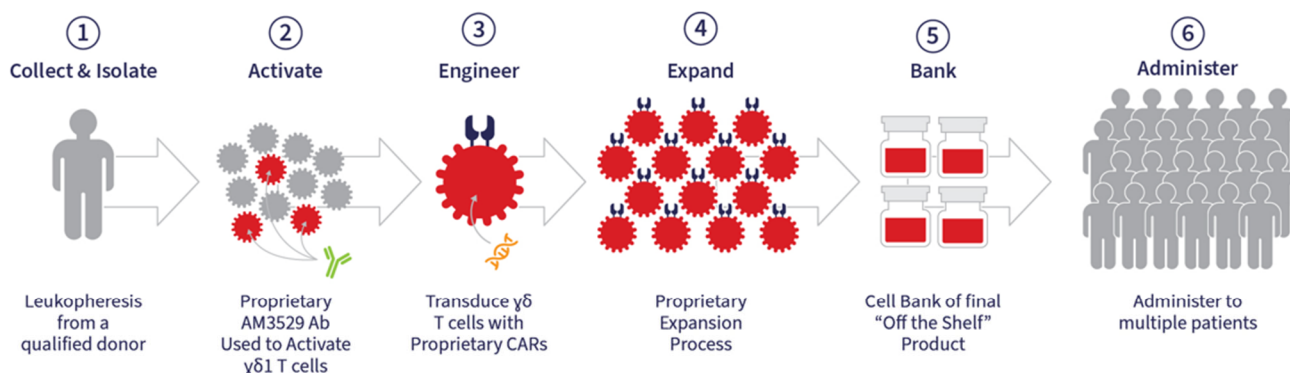 1
Collect & Isolate
Leukopheresis
from a
qualified donor
2
Activate
Proprietary
AM3529 Ab
Used to Activate
γδ1 T cells
3
Engineer
Transduce γδ
T cells with
Proprietary CARs
4
Expand
Proprietary
Expansion
Process
5
Bank
Cell Bank of final
“Off the Shelf”
Product
6
Administer
Administer to
multiple patients